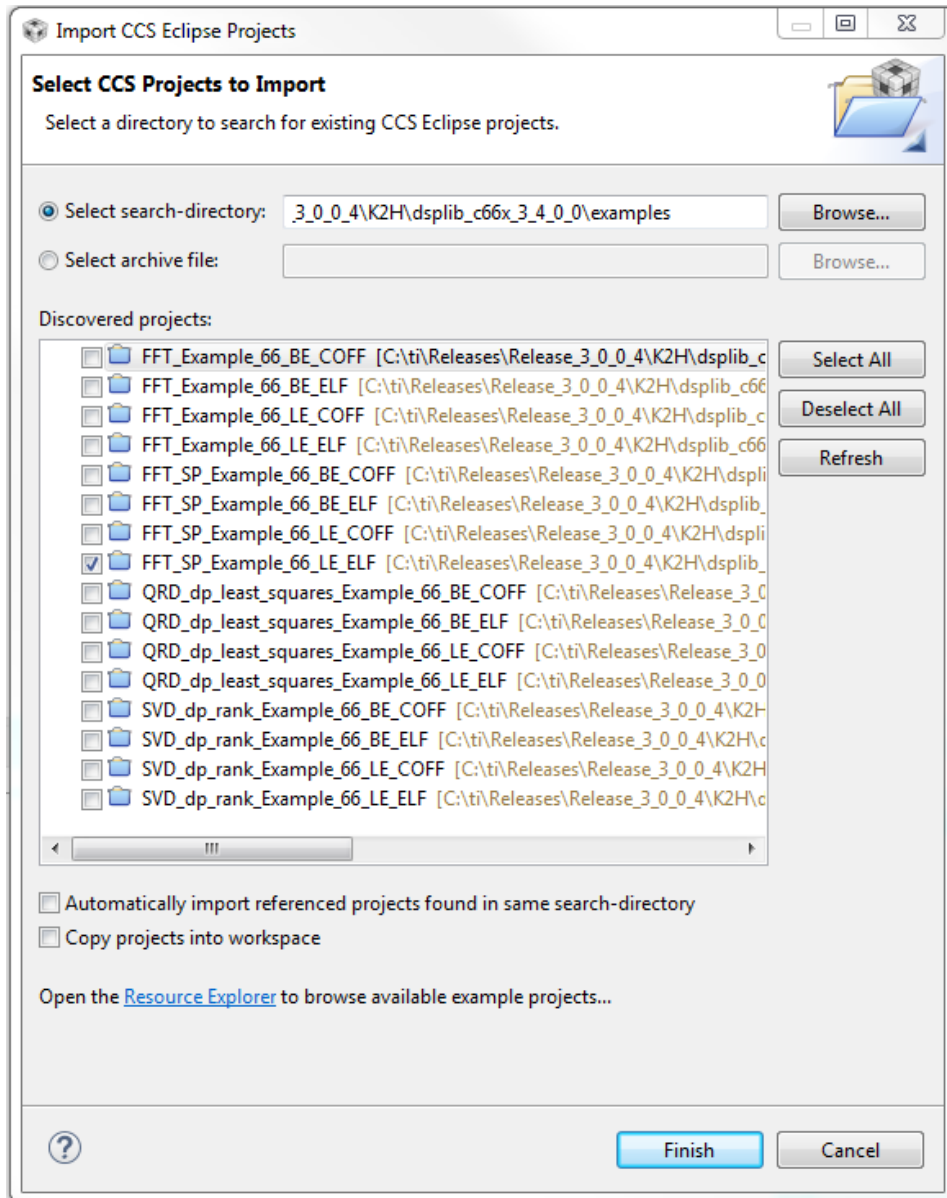 Import CCS Eclipse Projects
Select CCS Projects to Import
Select a directory to search for existing CCS Eclipse projects.
Select search-directory: _3_0_0_4\K2H\dsplib_c66x_3_4_0_0\examples Browse...
Select archive file: Browse...
Discovered projects:
FFT_Example_66_BE_COFF [C:\ti\Releases\Release_3_0_0_4\K2H\dsplib_c Select All
FFT_Example_66_BE_ELF [C:\ti\Releases\Release_3_0_0_4\K2H\dsplib_c66
FFT_Example_66_LE_COFF [C:\ti\Releases\Release_3_0_0_4\K2H\dsplib_c Deselect All
FFT_Example_66_LE_ELF [C:\ti\Releases\Release_3_0_0_4\K2H\dsplib_c66
FFT_SP_Example_66_BE_COFF [C:\ti\Releases\Release_3_0_0_4\K2H\dspli Refresh
FFT_SP_Example_66_BE_ELF [C:\ti\Releases\Release_3_0_0_4\K2H\dsplib_
FFT_SP_Example_66_LE_COFF [C:\ti\Releases\Release_3_0_0_4\K2H\dspli
FFT_SP_Example_66_LE_ELF [C:\ti\Releases\Release_3_0_0_4\K2H\dsplib_
QRD_dp_least_squares_Example_66_BE_COFF [C:\ti\Releases\Release_3_0
QRD_dp_least_squares_Example_66_BE_ELF [C:\ti\Releases\Release_3_0_0
QRD_dp_least_squares_Example_66_LE_COFF [C:\ti\Releases\Release_3_0
QRD_dp_least_squares_Example_66_LE_ELF [C:\ti\Releases\Release_3_0_0
SVD_dp_rank_Example_66_BE_COFF [C:\ti\Releases\Release_3_0_0_4\K2H
SVD_dp_rank_Example_66_BE_ELF [C:\ti\Releases\Release_3_0_0_4\K2H\d
SVD_dp_rank_Example_66_LE_COFF [C:\ti\Releases\Release_3_0_0_4\K2H
SVD_dp_rank_Example_66_LE_ELF [C:\ti\Releases\Release_3_0_0_4\K2H\d
Automatically import referenced projects found in same search-directory
Copy projects into workspace
Open the Resource Explorer to browse available example projects...
Finish Cancel